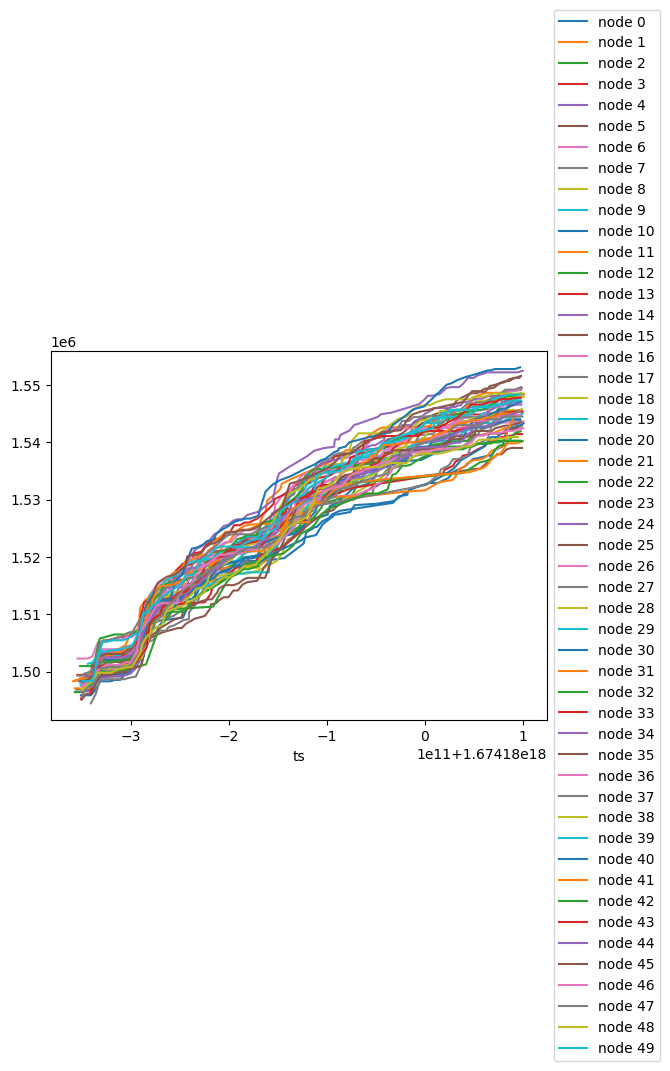 1e6
1.55
1.54
1.53
1.52
1.51
1.50
−3 −2 −1 0 1
1e11+1.67418e18
ts
node 0
node 1
node 2
node 3
node 4
node 5
node 6
node 7
node 8
node 9
node 10
node 11
node 12
node 13
node 14
node 15
node 16
node 17
node 18
node 19
node 20
node 21
node 22
node 23
node 24
node 25
node 26
node 27
node 28
node 29
node 30
node 31
node 32
node 33
node 34
node 35
node 36
node 37
node 38
node 39
node 40
node 41
node 42
node 43
node 44
node 45
node 46
node 47
node 48
node 49